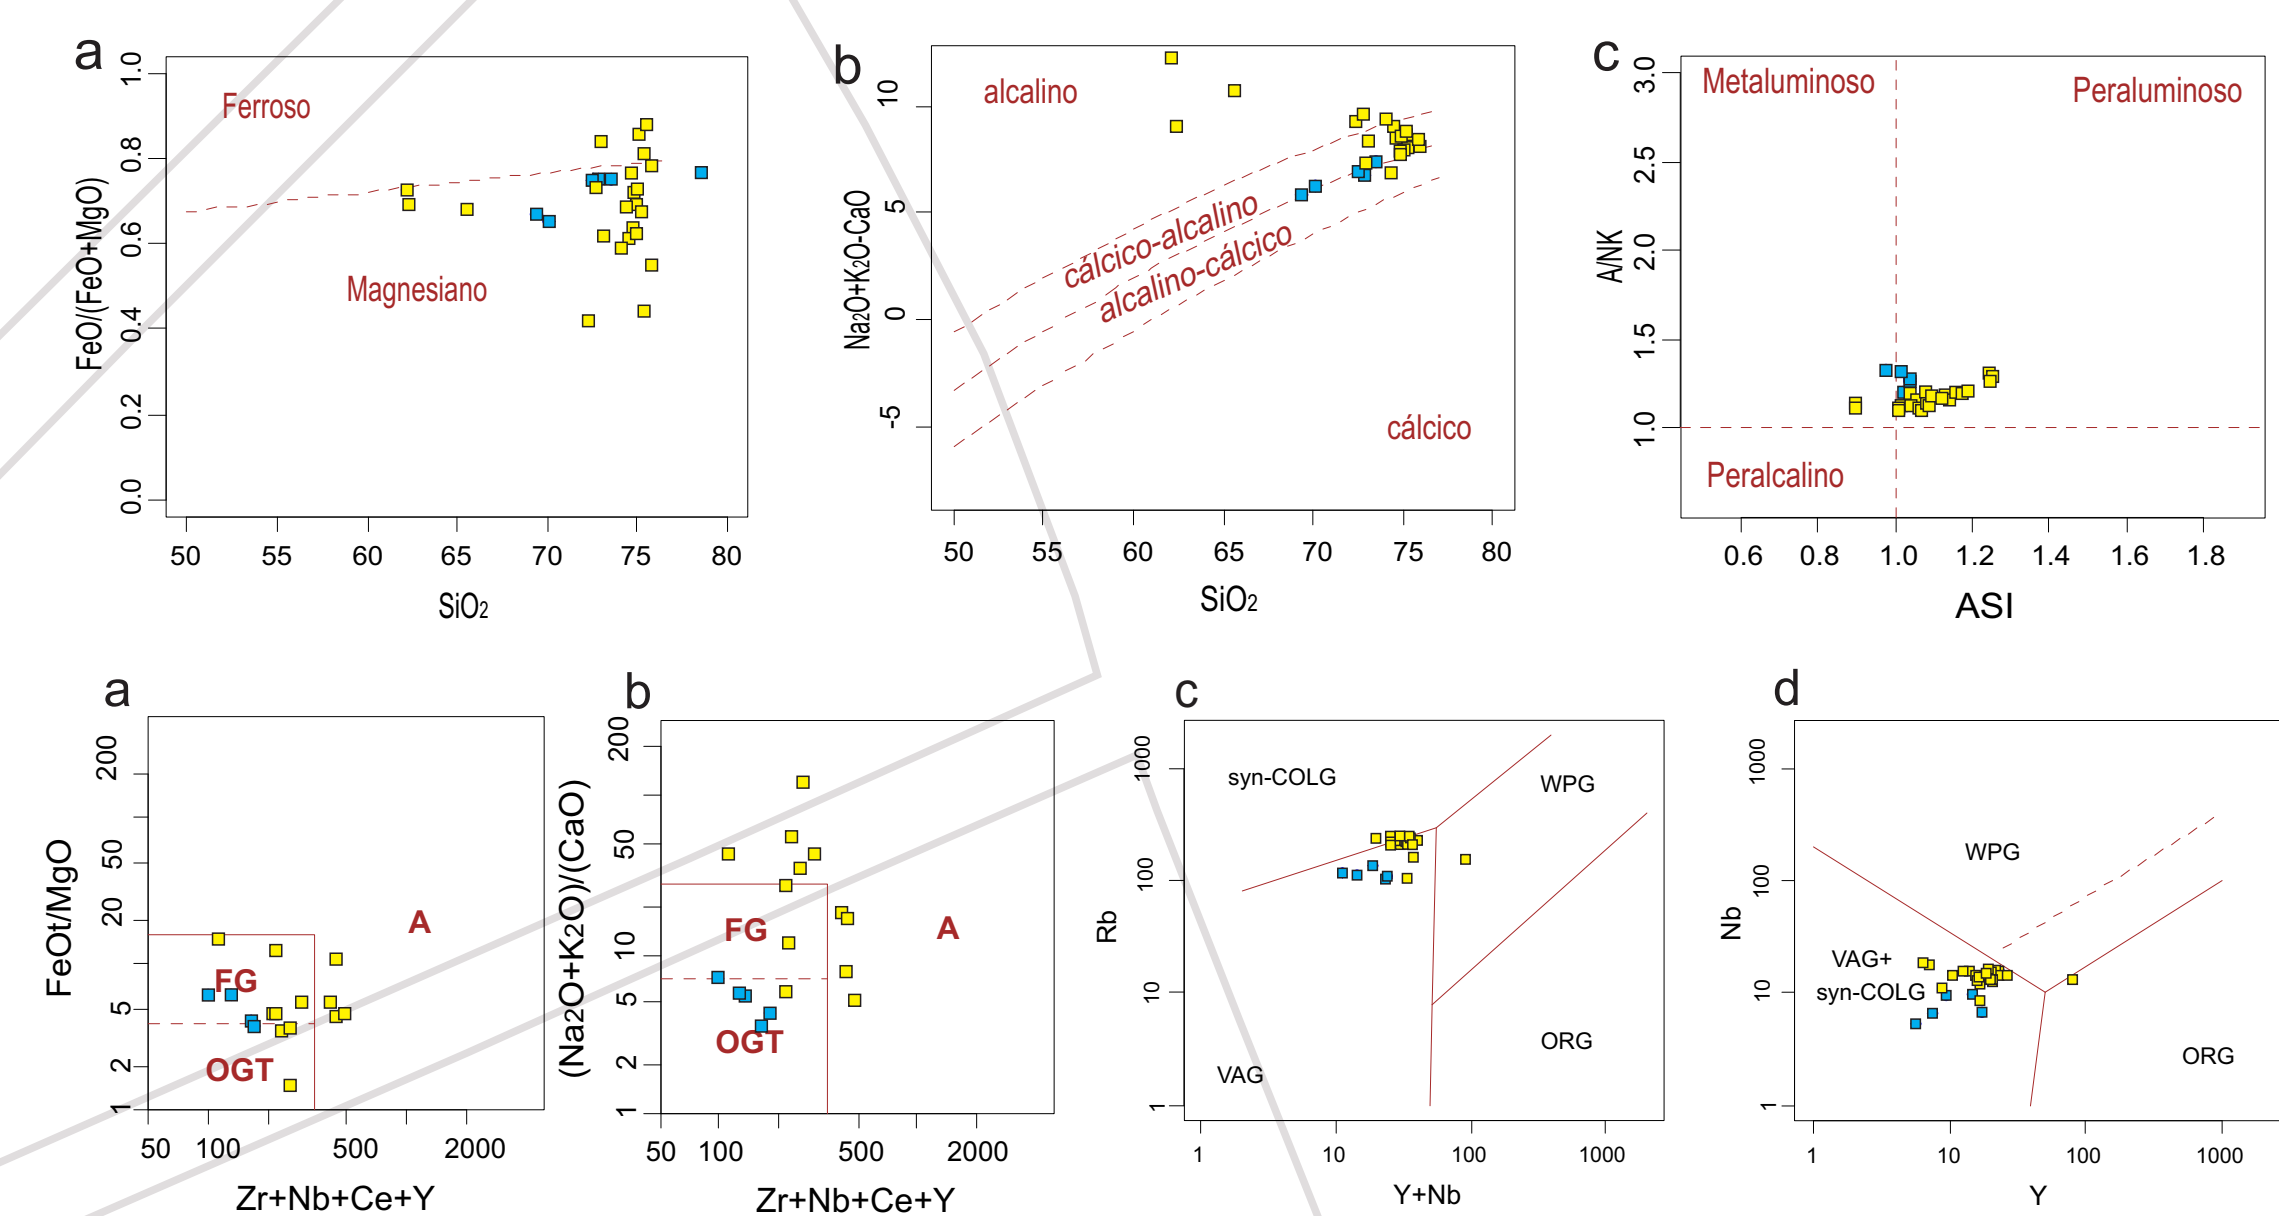 a
Ferroso
Magnesiano
FeO/(FeO+MgO)
1.0
0.8
0.6
0.4
0.2
0.0
50 55 60 65 70 75 80
SiO2
b
alcalino
cálcico-alcalino
alcalino-cálcico
cálcico
Na2O+K2O-CaO
10
5
0
-5
50 55 60 65 70 75 80
SiO2
c
Metaluminoso
Peraluminoso
Peralcalino
A/NK
3.0
2.5
2.0
1.5
1.0
0.6 0.8 1.0 1.2 1.4 1.6 1.8
ASI
a
FeOt/MgO
200
50
20
5
2
1
A
FG
OGT
50 100 500 2000
Zr+Nb+Ce+Y
b
(Na2O+K2O)/(CaO)
200
50
10
5
2
1
FG
A
OGT
50 100 500 2000
Zr+Nb+Ce+Y
c
Rb
1000
100
10
1
syn-COLG
WPG
ORG
VAG
1 10 100 1000
Y+Nb
d
Nb
1000
100
10
1
WPG
VAG+
syn-COLG
ORG
1 10 100 1000
Y